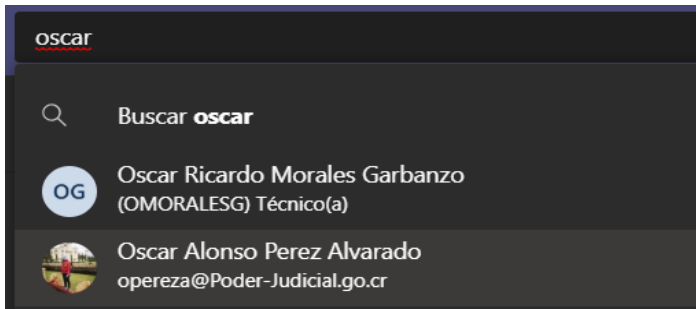 oscar
Buscar oscar
OG
Oscar Ricardo Morales Garbanzo
(OMORALESG) Técnico(a)
Oscar Alonso Perez Alvarado
opereza@Poder-Judicial.go.cr